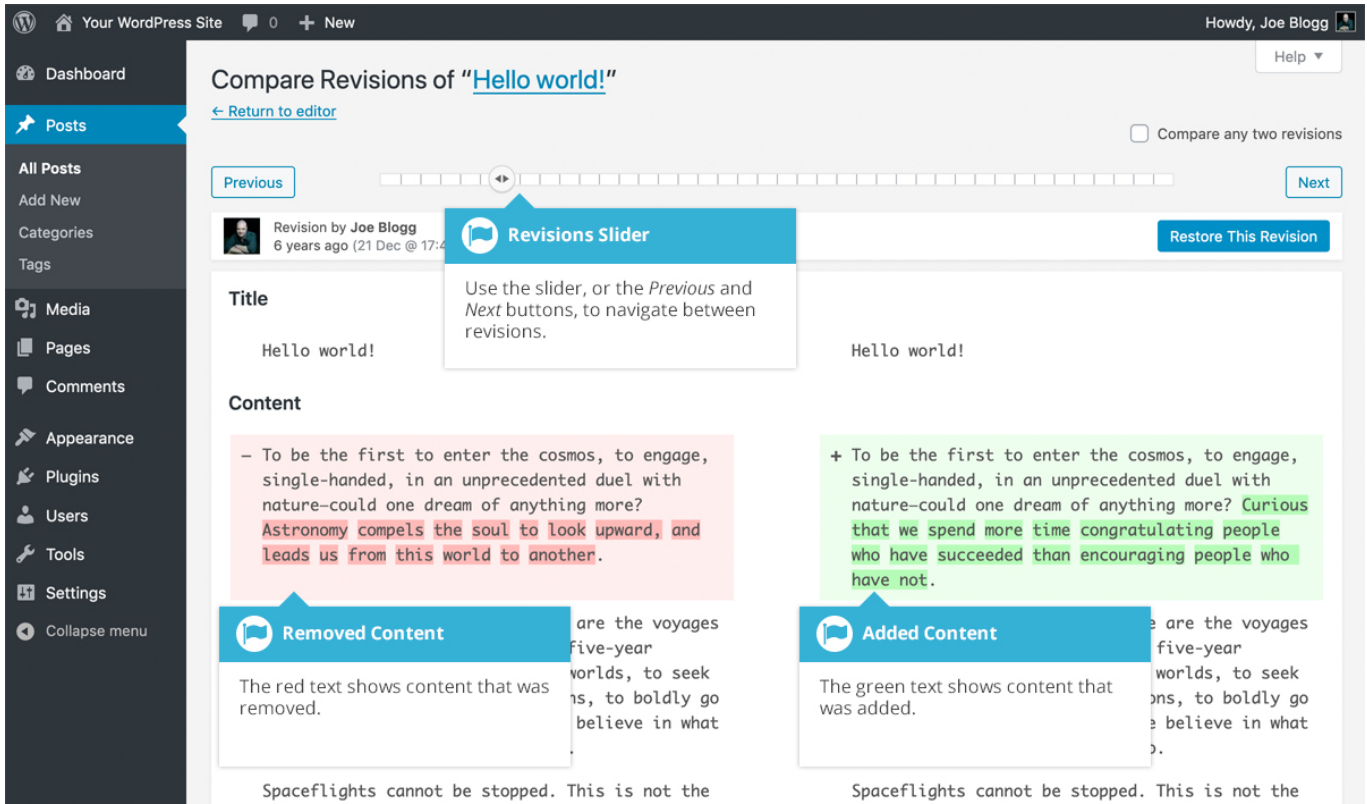 Your WordPress Site 0 + New Howdy, Joe Blogg
Dashboard
Posts
All Posts
Add New
Categories
Tags
Media
Pages
Comments
Appearance
Plugins
Users
Tools
Settings
Collapse menu
Help ▼
Compare Revisions of “Hello world!”
← Return to editor
Compare any two revisions
Previous
Next
Revision by Joe Blogg
6 years ago (21 Dec @ 17:4
Restore This Revision
Revisions Slider
Use the slider, or the Previous and
Next buttons, to navigate between
revisions.
Title
Hello world!
Hello world!
Content
– To be the first to enter the cosmos, to engage,
single-handed, in an unprecedented duel with
nature—could one dream of anything more?
Astronomy compels the soul to look upward, and
leads us from this world to another.
+ To be the first to enter the cosmos, to engage,
single-handed, in an unprecedented duel with
nature—could one dream of anything more? Curious
that we spend more time congratulating people
who have succeeded than encouraging people who
have not.
Removed Content
The red text shows content that was
removed.
are the voyages
five-year
worlds, to seek
to boldly go
believe in what
Added Content
The green text shows content that
was added.
are the voyages
five-year
worlds, to seek
to boldly go
believe in what
Spaceflights cannot be stopped. This is not the
Spaceflights cannot be stopped. This is not the